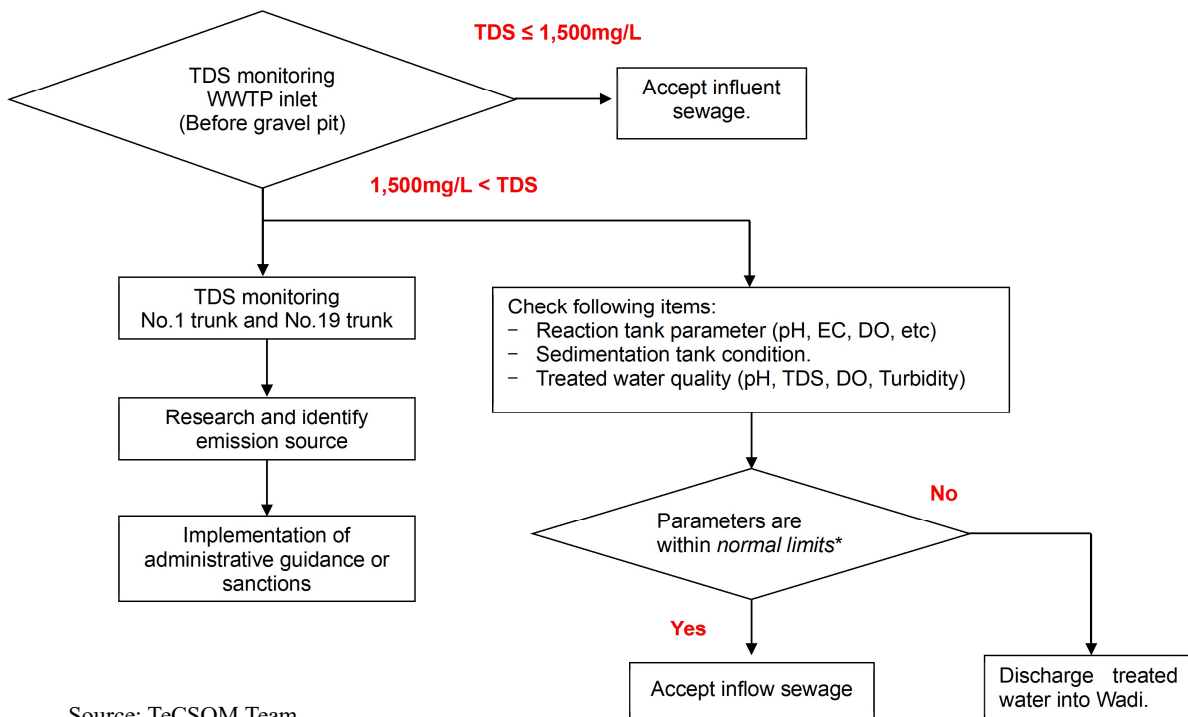 TDS ≤ 1,500mg/L
TDS monitoring
WWTP inlet
(Before gravel pit)
Accept influent
sewage.
1,500mg/L < TDS
TDS monitoring
No.1 trunk and No.19 trunk
Research and identify
emission source
Implementation of
administrative guidance or
sanctions
Check following items:
− Reaction tank parameter (pH, EC, DO, etc)
− Sedimentation tank condition.
− Treated water quality (pH, TDS, DO, Turbidity)
Parameters are
within normal limits*
No
Yes
Accept inflow sewage
Discharge treated
water into Wadi.
Source: TeCSOM Team